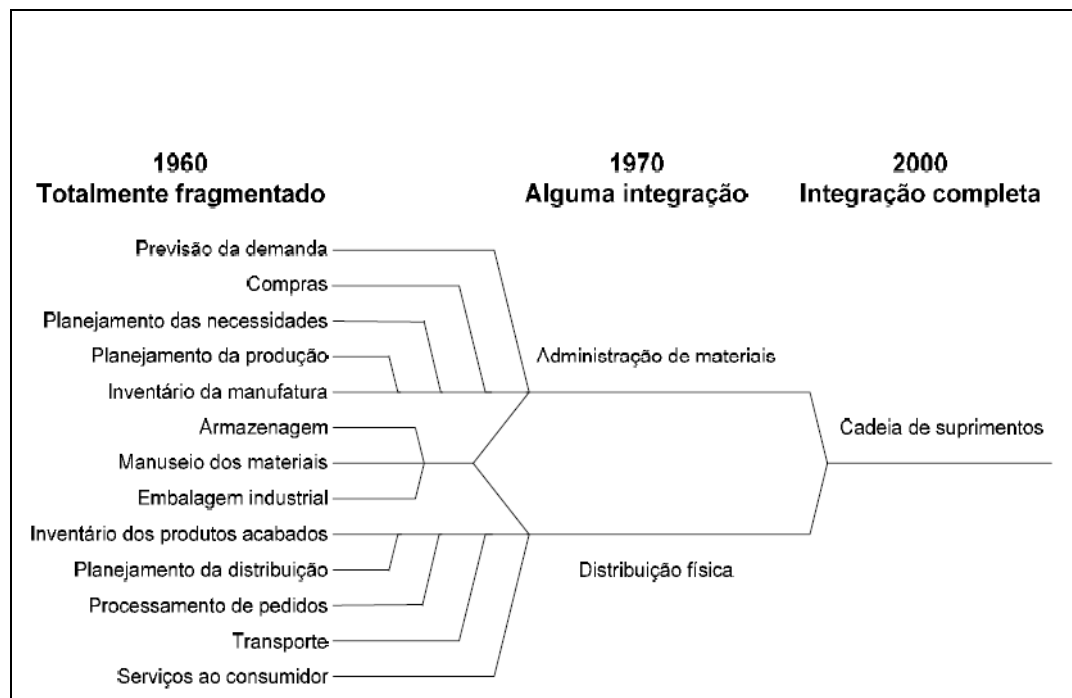 1960
Totalmente fragmentado
1970
Alguma integração
2000
Integração completa
Previsão da demanda
Compras
Planejamento das necessidades
Planejamento da produção
Inventário da manufatura
Armazenagem
Manuseio dos materiais
Embalagem industrial
Inventário dos produtos acabados
Planejamento da distribuição
Processamento de pedidos
Transporte
Serviços ao consumidor
Administração de materiais
Distribuição física
Cadeia de suprimentos